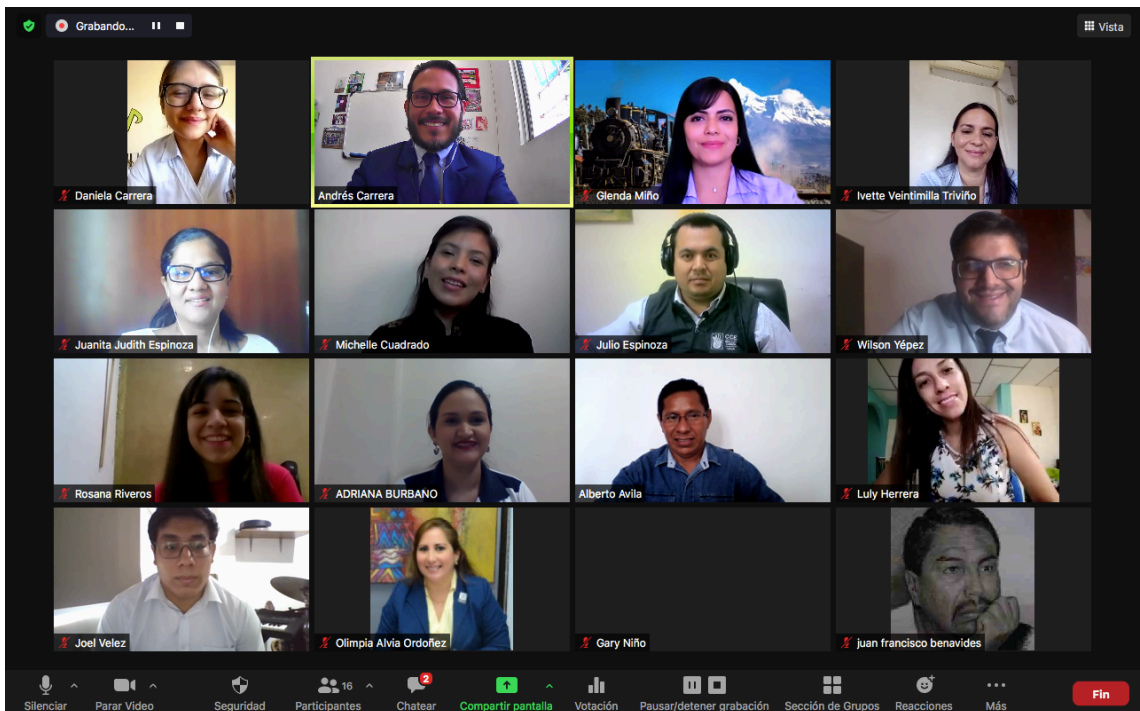 Grabando...
Vista
Daniela Carrera
Andrés Carrera
Glenda Miño
Ivette Veintimilla Triviño
Juanita Judith Espinoza
Michelle Cuadrado
Julio Espinoza
Wilson Yépez
Rosana Riveros
ADRIANA BURBANO
Alberto Avila
Luly Herrera
Joel Velez
Olimpia Alvia Ordoñez
Gary Niño
juan francisco benavides
16
2
Silenciar
Parar Video
Seguridad
Participantes
Chatear
Compartir pantalla
Votación
Pausar/detener grabación
Sección de Grupos
Reacciones
Más
Fin